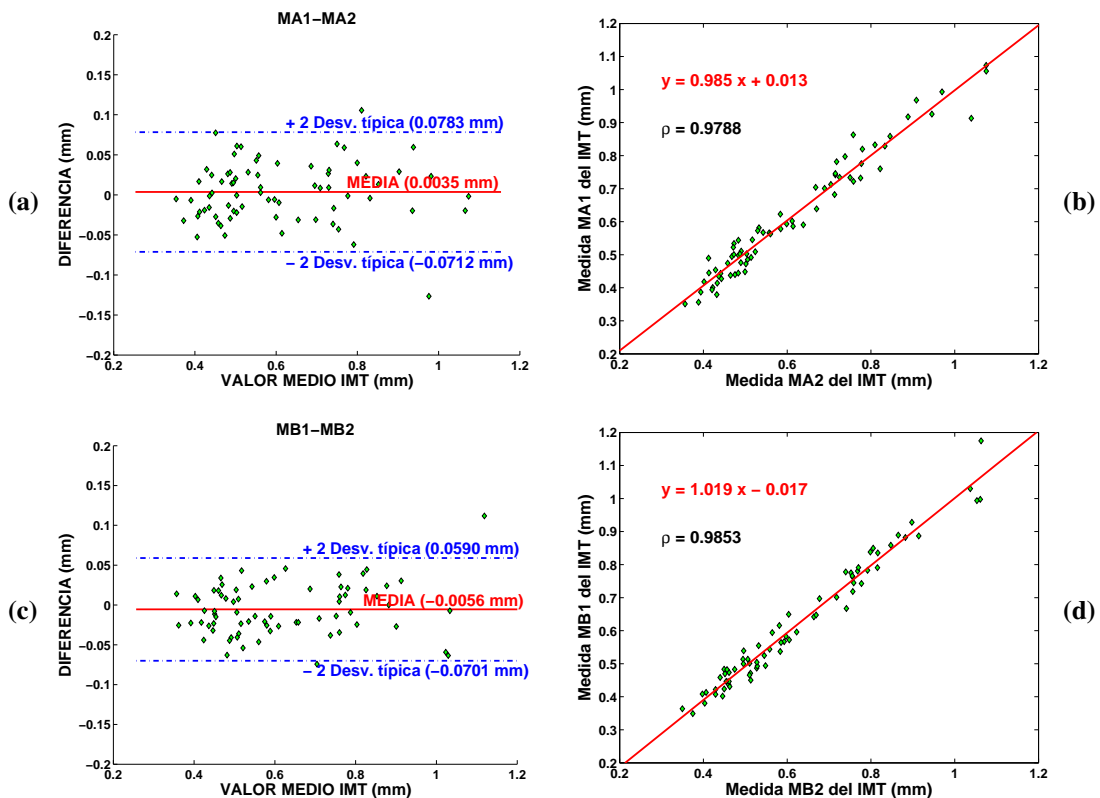 MA1−MA2
0.2
0.15
0.1
0.05
0
−0.05
−0.1
−0.15
−0.2
DIFERENCIA (mm)
+ 2 Desv. típica (0.0783 mm)
MEDIA (0.0035 mm)
− 2 Desv. típica (−0.0712 mm)
0.2 0.4 0.6 0.8 1 1.2
VALOR MEDIO IMT (mm)
(a)
1.2
1.1
1
0.9
0.8
0.7
0.6
0.5
0.4
0.3
0.2
Medida MA1 del IMT (mm)
y = 0.985 x + 0.013
ρ = 0.9788
0.2 0.4 0.6 0.8 1 1.2
Medida MA2 del IMT (mm)
(b)
MB1−MB2
0.2
0.15
0.1
0.05
0
−0.05
−0.1
−0.15
−0.2
DIFERENCIA (mm)
+ 2 Desv. típica (0.0590 mm)
MEDIA (−0.0056 mm)
− 2 Desv. típica (−0.0701 mm)
0.2 0.4 0.6 0.8 1 1.2
VALOR MEDIO IMT (mm)
(c)
1.2
1.1
1
0.9
0.8
0.7
0.6
0.5
0.4
0.3
0.2
Medida MB1 del IMT (mm)
y = 1.019 x − 0.017
ρ = 0.9853
0.2 0.4 0.6 0.8 1 1.2
Medida MB2 del IMT (mm)
(d)